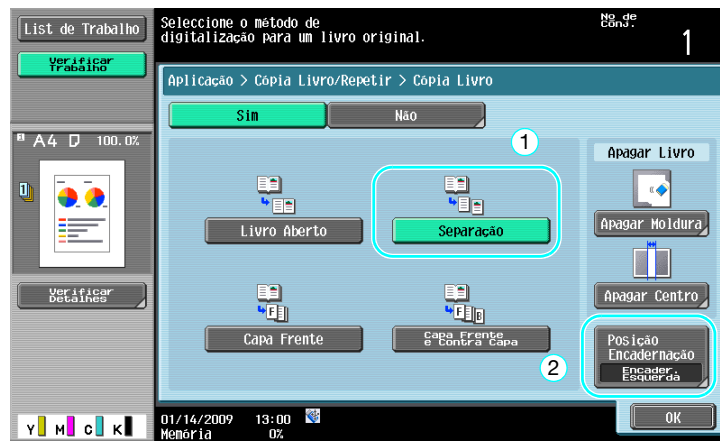 List de Trabalho
Verificar
Trabalho
Seleccione o método de
digitalização para um livro original.
No de
Conj.
1
Aplicação > Cópia Livro/Repetir > Cópia Livro
Sim
Não
A4
100.0%
1
Apagar Livro
Livro Aberto
Separação
Apagar Moldura
Verificar
Detalhes
F
F B
Apagar Centro
Capa Frente
Capa Frente
e Contra Capa
2
Posição
Encadernação
Encader.
Esquerda
OK
Y M C K
01/14/2009 13:00
Memória 0%